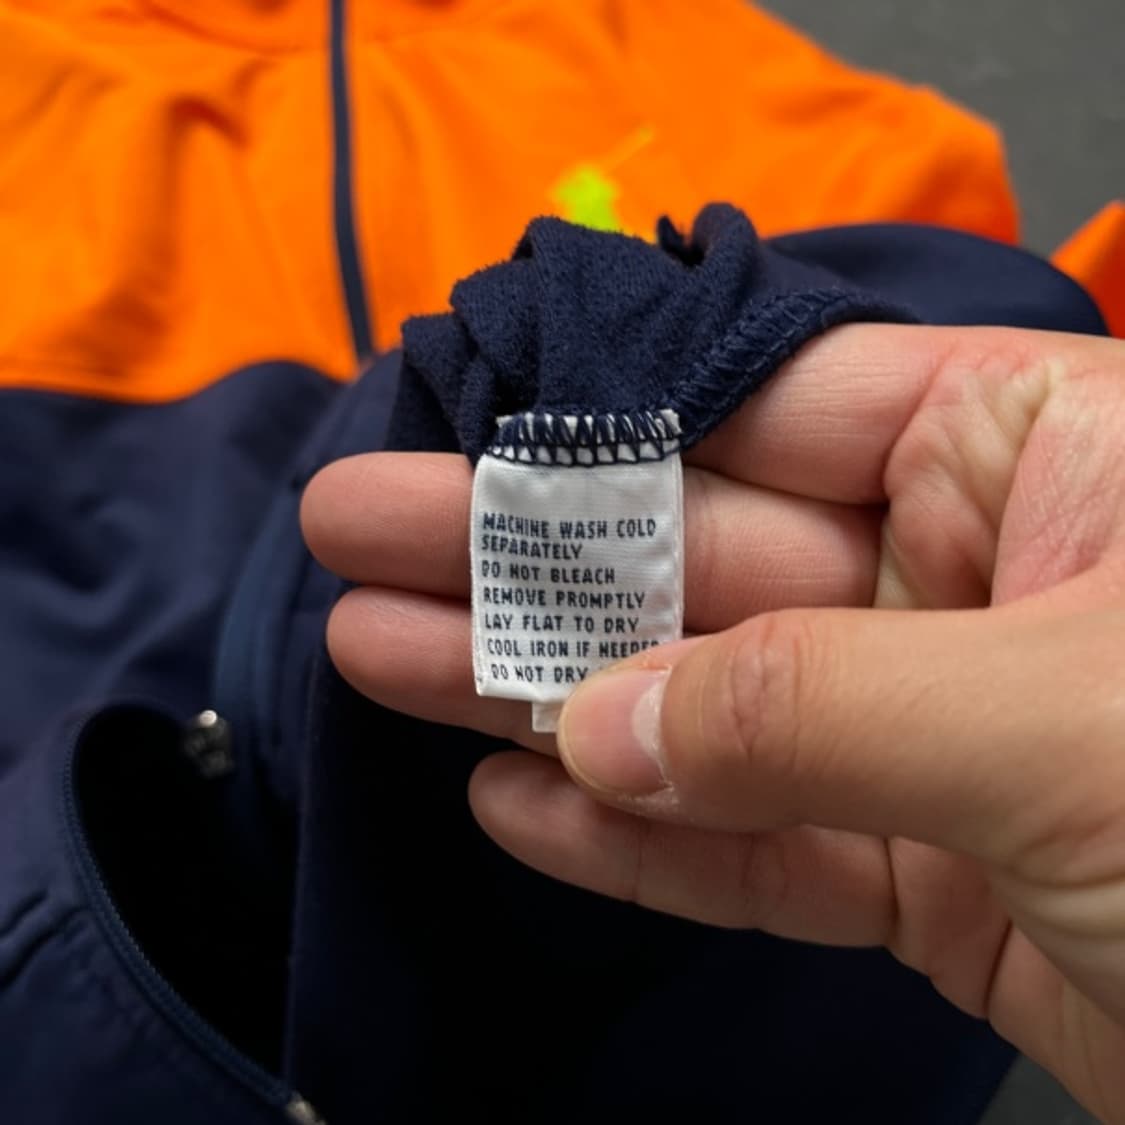 MACHINE WASH COLD
SEPARATELY
DO NOT BLEACH
REMOVE PROMPTLY
LAY FLAT TO DRY
COOL IRON IF NEEDED
DO NOT DRY